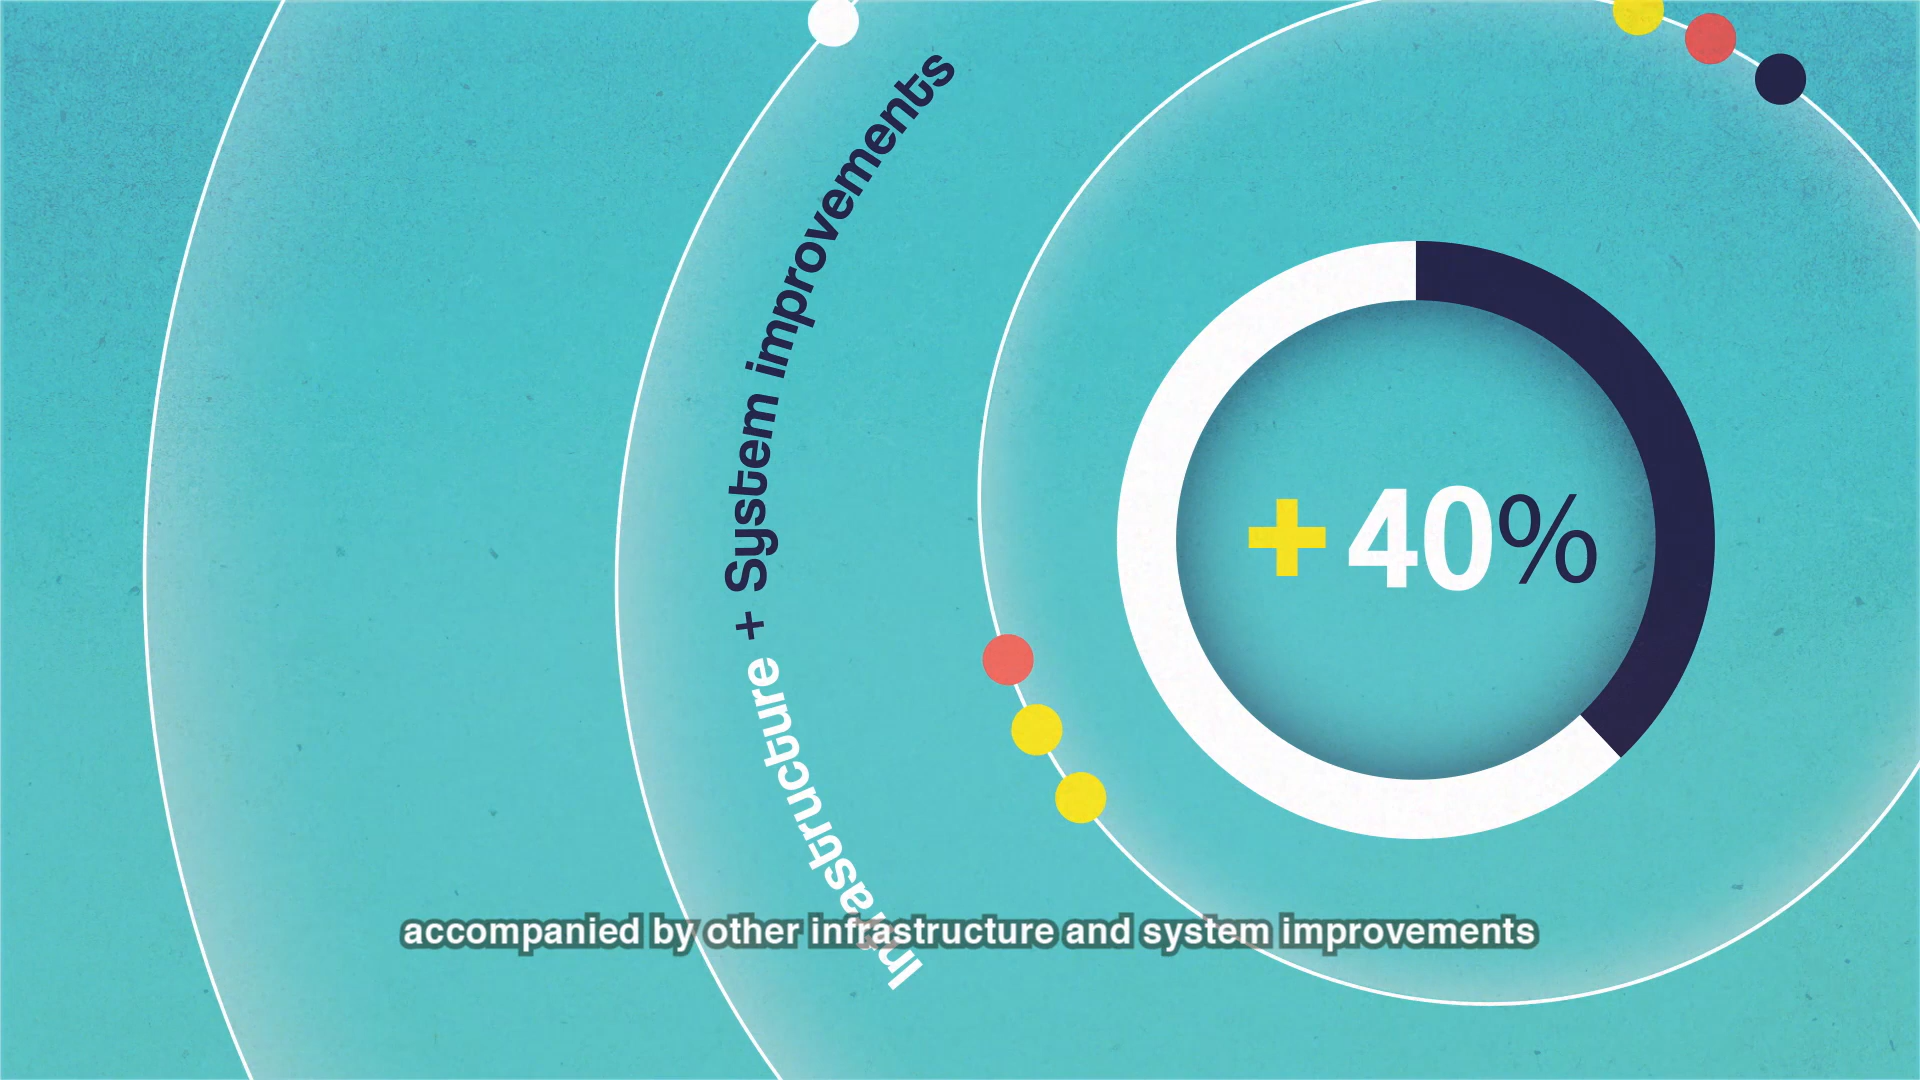 Infrastructure + System improvements
+40%
accompanied by other infrastructure and system improvements